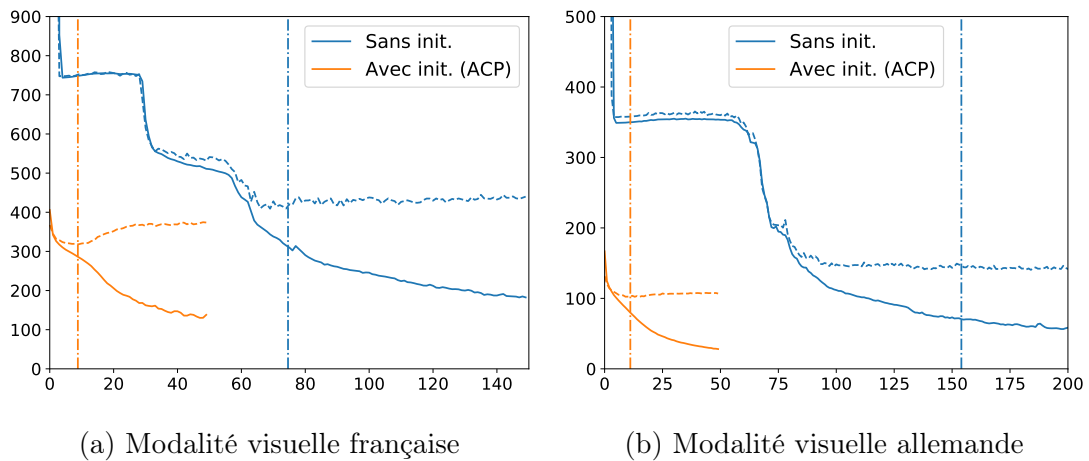 900
800
700
600
500
400
300
200
100
0
0 20 40 60 80 100 120 140
Sans init.
Avec init. (ACP)
(a) Modalité visuelle française
500
400
300
200
100
0
0 25 50 75 100 125 150 175 200
Sans init.
Avec init. (ACP)
(b) Modalité visuelle allemande